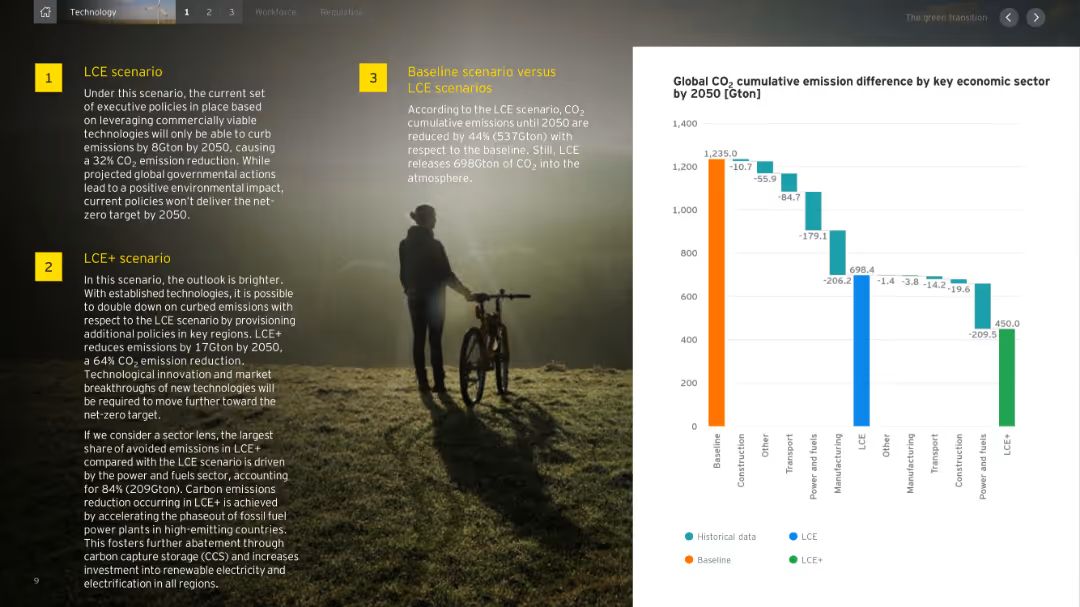 Technology 1 2 3 Workforce Regulation
The green transition
1
LCE scenario
Under this scenario, the current set
of executive policies in place based
on leveraging commercially viable
technologies will only be able to curb
emissions by 8Gton by 2050, causing
a 32% CO₂ emission reduction. While
projected global governmental actions
lead to a positive environmental impact,
current policies won't deliver the net-
zero target by 2050.
2
LCE+ scenario
In this scenario, the outlook is brighter.
With established technologies, it is possible
to double down on curbed emissions with
respect to the LCE scenario by provisioning
additional policies in key regions. LCE+
reduces emissions by 17Gton by 2050,
a 64% CO₂ emission reduction.
Technological innovation and market
breakthroughs of new technologies will
be required to move further toward the
net-zero target.
If we consider a sector lens, the largest
share of avoided emissions in LCE+
compared with the LCE scenario is driven
by the power and fuels sector, accounting
for 84% (209Gton). Carbon emissions
reduction occurring in LCE+ is achieved
by accelerating the phaseout of fossil fuel
power plants in high-emitting countries.
This fosters further abatement through
carbon capture storage (CCS) and increases
investment into renewable electricity and
electrification in all regions.
9
3
Baseline scenario versus
LCE scenarios
According to the LCE scenario, CO₂
cumulative emissions until 2050 are
reduced by 44% (537Gton) with
respect to the baseline. Still, LCE
releases 698Gton of CO₂ into the
atmosphere.
Global CO₂ cumulative emission difference by key economic sector
by 2050 [Gton]
1,400
1,200
1,000
800
600
400
200
0
1,235.0
-10.7
-55.9
-84.7
-179.1
-206.2
698.4
-1.4
-3.8
-14.2
-19.6
-209.5
450.0
Baseline
Construction
Other
Transport
Power and fuels
Manufacturing
LCE
Other
Manufacturing
Transport
Construction
Power and fuels
LCE+
Historical data
LCE
Baseline
LCE+